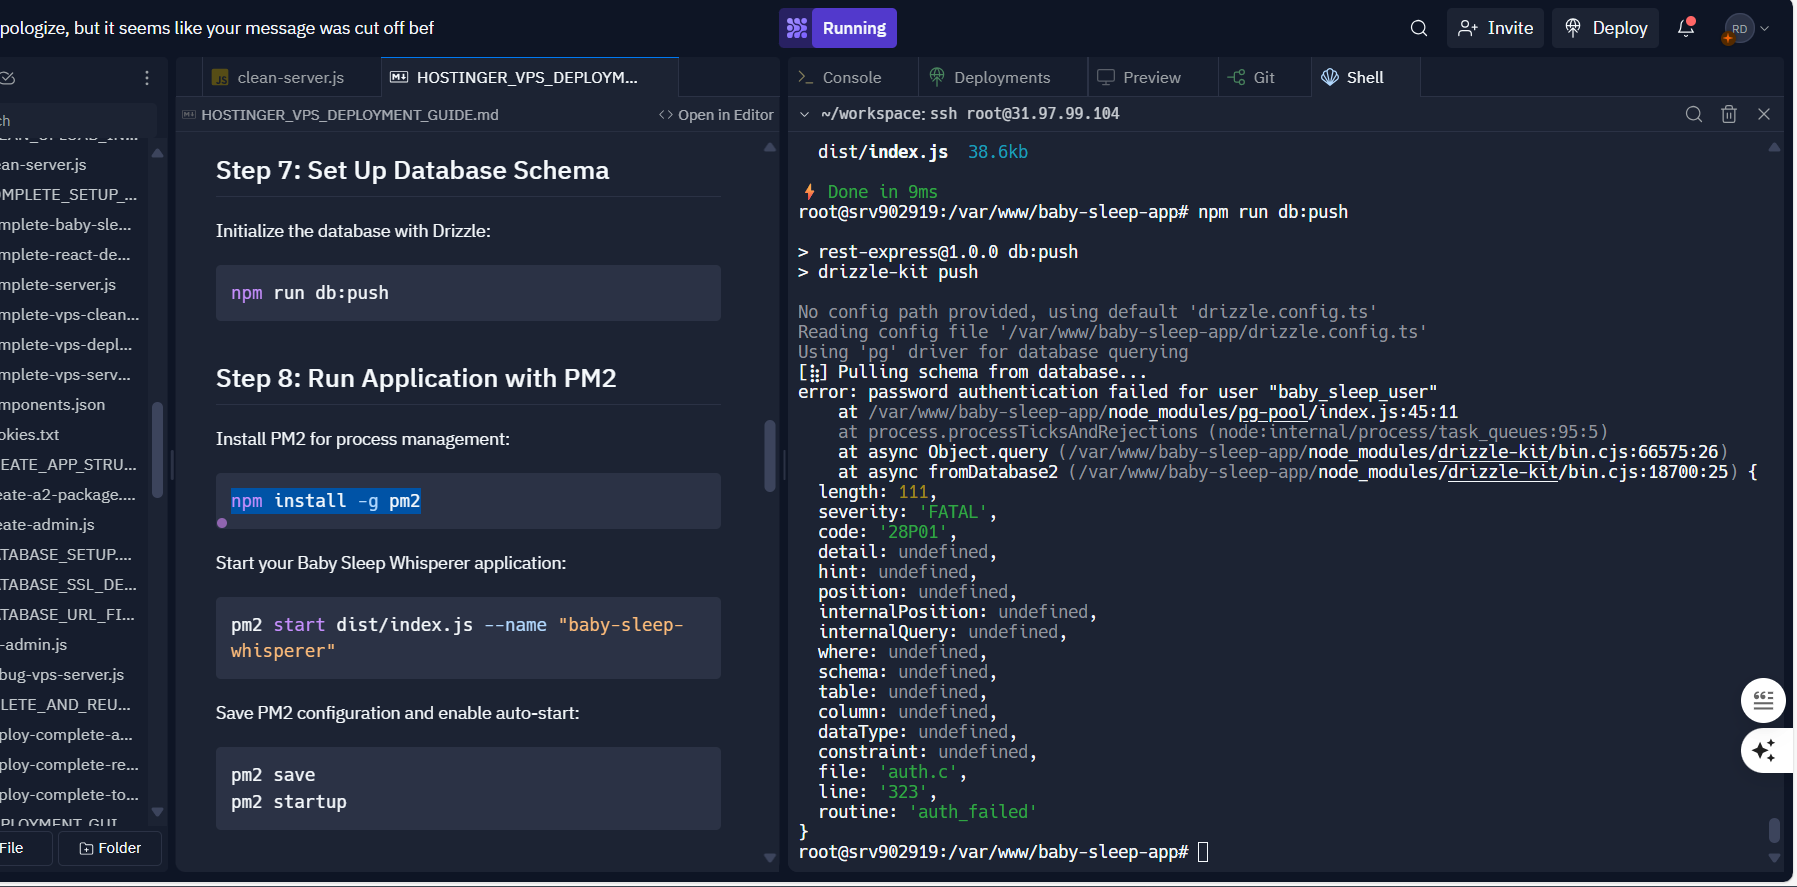 pologize, but it seems like your message was cut off bef
Running
Invite
Deploy
RD
clean-server.js
HOSTINGER_VPS_DEPLOYM...
Console
Deployments
Preview
Git
Shell
ch
HOSTINGER_VPS_DEPLOYMENT_GUIDE.md
Open in Editor
~/workspace: ssh root@31.97.99.104
ean-server.js
OMPLETE_SETUP_...
mplete-baby-sle...
mplete-react-de...
mplete-server.js
mplete-vps-clean...
mplete-vps-depl...
mplete-vps-serv...
mponents.json
okies.txt
EATE_APP_STRU...
eate-a2-package....
eate-admin.js
TABASE_SETUP....
TABASE_SSL_DE...
TABASE_URL_FI...
-admin.js
bug-vps-server.js
LETE_AND_REU...
ploy-complete-a...
ploy-complete-re...
ploy-complete-to...
File
Folder
Step 7: Set Up Database Schema
Initialize the database with Drizzle:
npm run db:push
Step 8: Run Application with PM2
Install PM2 for process management:
npm install -g pm2
Start your Baby Sleep Whisperer application:
pm2 start dist/index.js --name "baby-sleep-
whisperer"
Save PM2 configuration and enable auto-start:
pm2 save
pm2 startup
dist/index.js 38.6kb
Done in 9ms
root@srv902919:/var/www/baby-sleep-app# npm run db:push
> rest-express@1.0.0 db:push
> drizzle-kit push
No config path provided, using default 'drizzle.config.ts'
Reading config file '/var/www/baby-sleep-app/drizzle.config.ts'
Using 'pg' driver for database querying
[⣷] Pulling schema from database...
error: password authentication failed for user "baby_sleep_user"
at /var/www/baby-sleep-app/node_modules/pg-pool/index.js:45:11
at process.processTicksAndRejections (node:internal/process/task_queues:95:5)
at async Object.query (/var/www/baby-sleep-app/node_modules/drizzle-kit/bin.cjs:66575:26)
at async fromDatabase2 (/var/www/baby-sleep-app/node_modules/drizzle-kit/bin.cjs:18700:25) {
length: 111,
severity: 'FATAL',
code: '28P01',
detail: undefined,
hint: undefined,
position: undefined,
internalPosition: undefined,
internalQuery: undefined,
where: undefined,
schema: undefined,
table: undefined,
column: undefined,
dataType: undefined,
constraint: undefined,
file: 'auth.c',
line: '323',
routine: 'auth_failed'
}
root@srv902919:/var/www/baby-sleep-app#